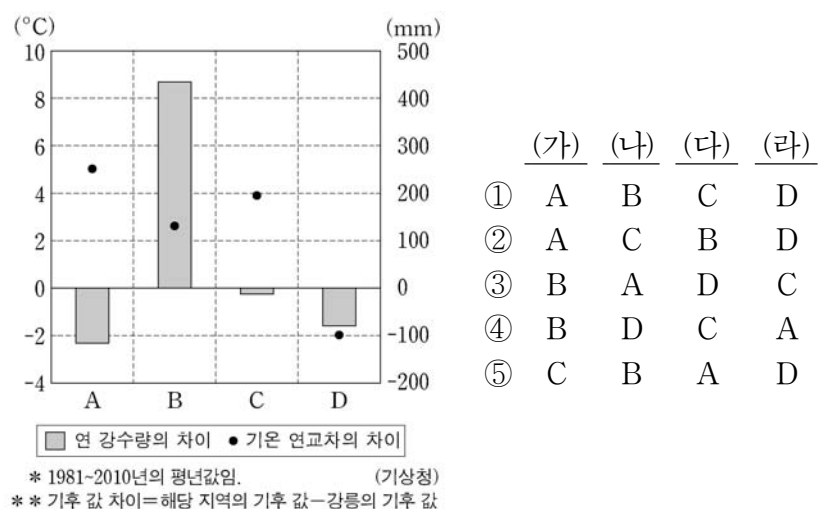 (°C) (mm)
10 500
8 400
6 300
4 200
2 100
0 0
-2 -100
-4 -200
A B C D
연 강수량의 차이 ● 기온 연교차의 차이
* 1981~2010년의 평년값임. (기상청)
** 기후 값 차이=해당 지역의 기후 값-강릉의 기후 값
(가) (나) (다) (라)
① A B C D
② A C B D
③ B A D C
④ B D C A
⑤ C B A D